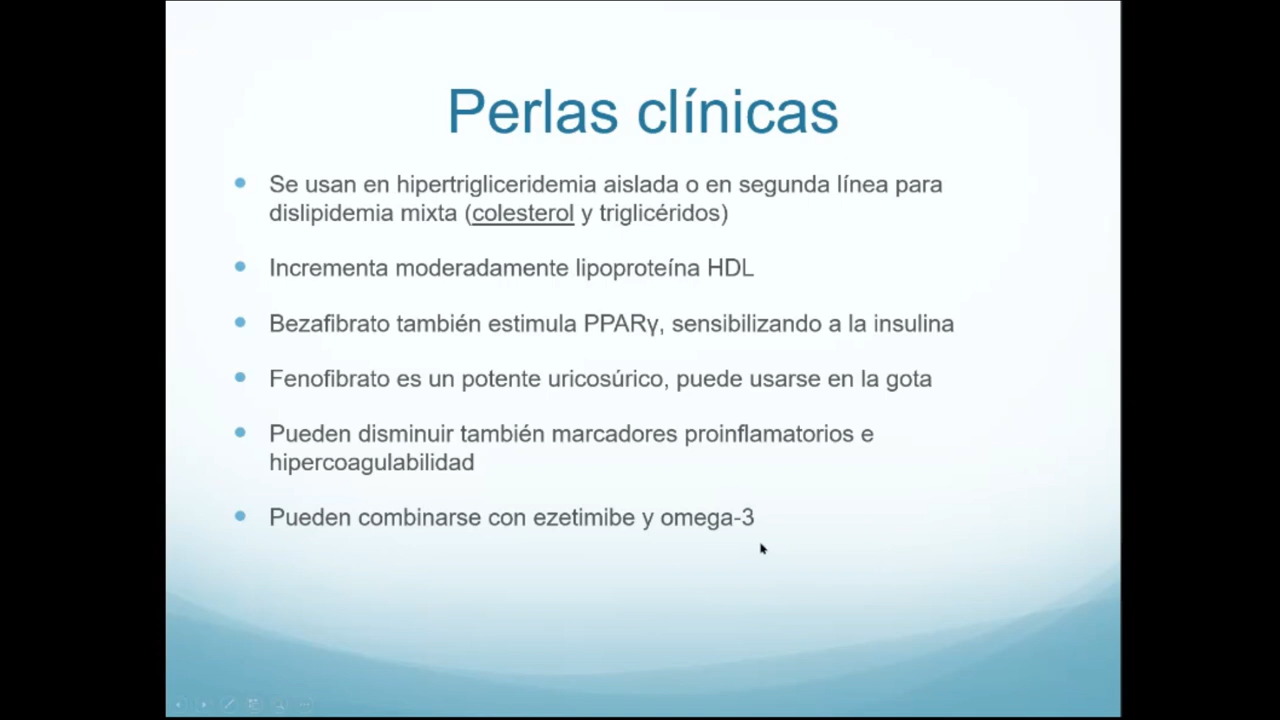 Perlas clínicas
Se usan en hipertrigliceridemia aislada o en segunda línea para
dislipidemia mixta (colesterol y triglicéridos)
Incrementa moderadamente lipoproteína HDL
Bezafibrato también estimula PPARγ, sensibilizando a la insulina
Fenofibrato es un potente uricosúrico, puede usarse en la gota
Pueden disminuir también marcadores proinflamatorios e
hipercoagulabilidad
Pueden combinarse con ezetimibe y omega-3